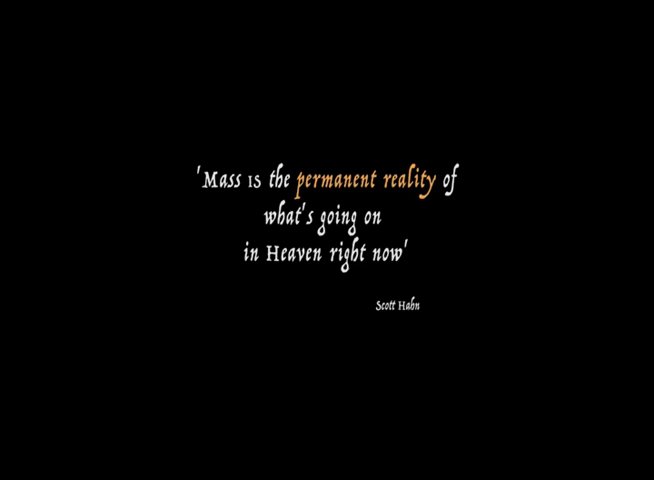 'Mass is the permanent reality of
what's going on
in Heaven right now'
Scott Hahn